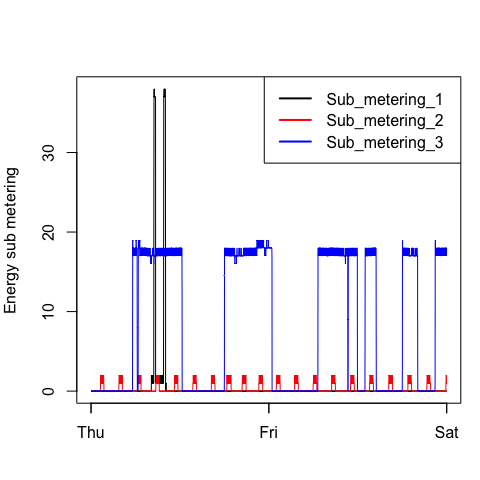 Sub_metering_1
Sub_metering_2
Sub_metering_3
Energy sub metering
30
20
10
0
Thu
Fri
Sat